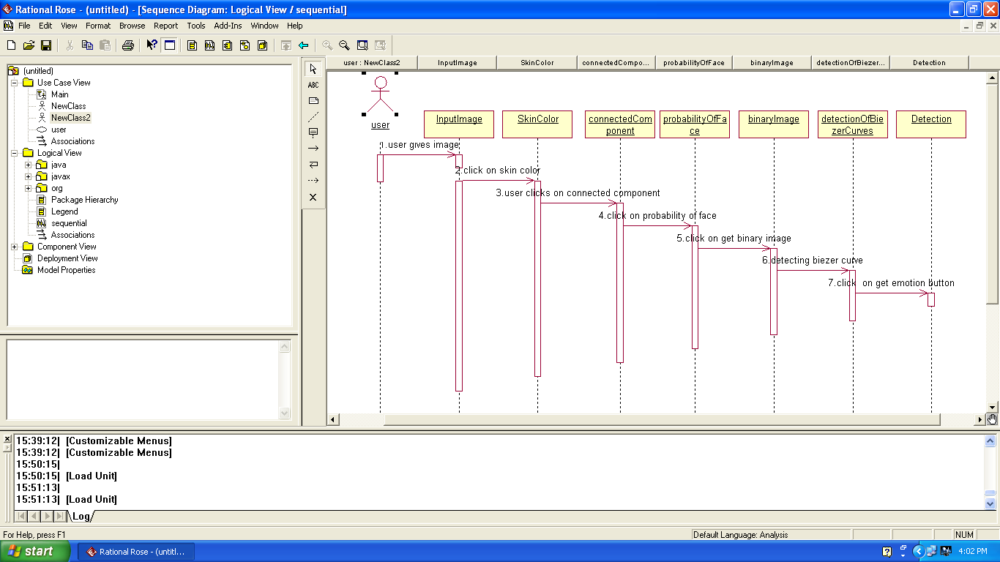 Rational Rose - (untitled) - [Sequence Diagram: Logical View / sequential]
File Edit View Format Browse Report Tools Add-Ins Window Help
user : NewClass2 InputImage SkinColor connectedCompo... probabilityOfFace binaryImage detectionOfBiezer... Detection
(untitled)
Use Case View
Main
NewClass
NewClass2
user
Associations
Logical View
java
javax
org
Package Hierarchy
Legend
sequential
Associations
Component View
Deployment View
Model Properties
ABC
user
InputImage
SkinColor
connectedCom
ponent
probabilityOfFa
ce
binaryImage
detectionOfBie
zerCurves
Detection
1.user gives image
2.click on skin color
3.user clicks on connected component
4.click on probability of face
5.click on get binary image
6.detecting biezer curve
7.click  on get emotion button
15:39:12| [Customizable Menus]
15:39:12| [Customizable Menus]
15:50:15|
15:50:15| [Load Unit]
15:51:13|
15:51:13| [Load Unit]
Log
For Help, press F1 Default Language: Analysis NUM
start Rational Rose - (untitl... 4:02 PM